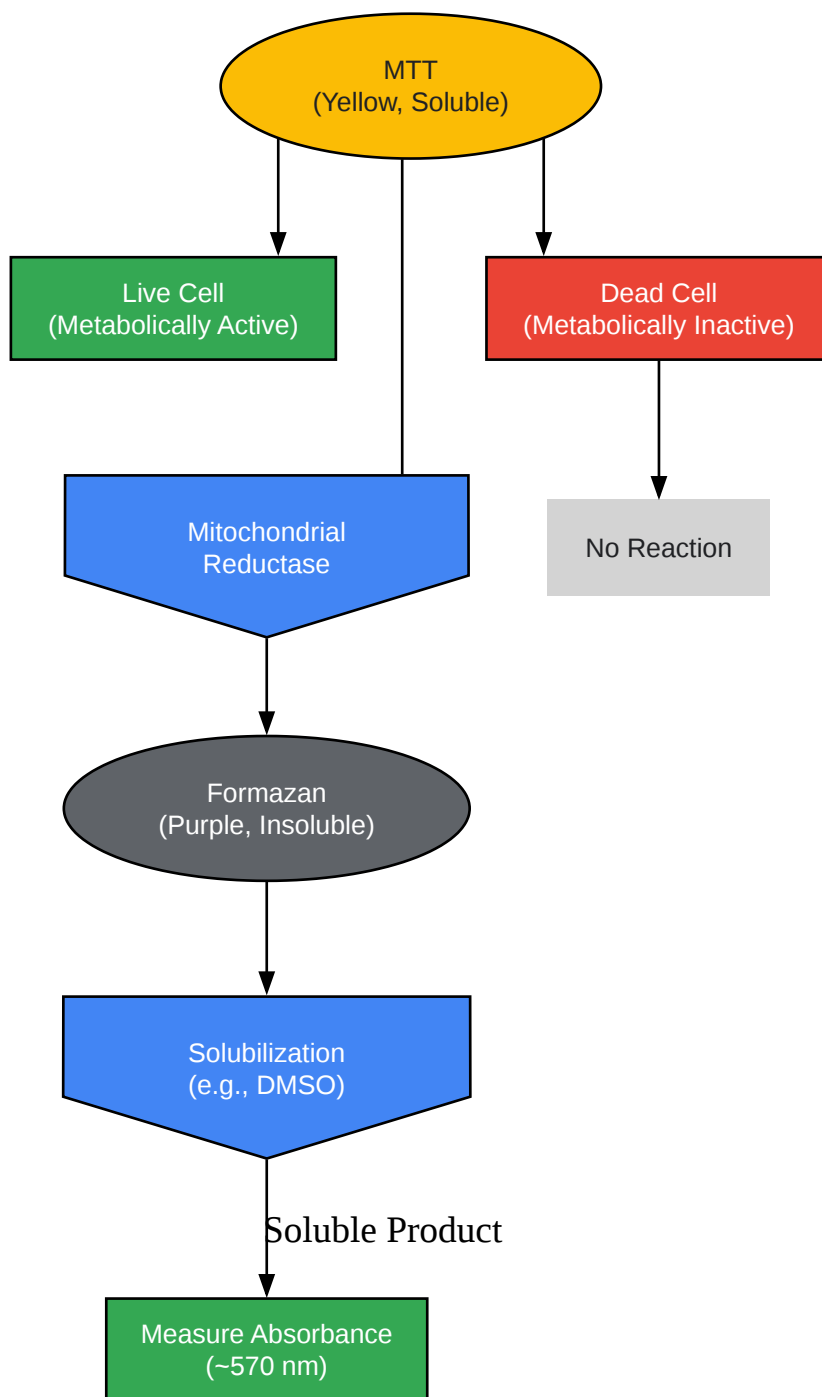 MTT
(Yellow, Soluble)
Live Cell
(Metabolically Active)
Dead Cell
(Metabolically Inactive)
Mitochondrial
Reductase
No Reaction
Formazan
(Purple, Insoluble)
Solubilization
(e.g., DMSO)
Soluble Product
Measure Absorbance
(~570 nm)